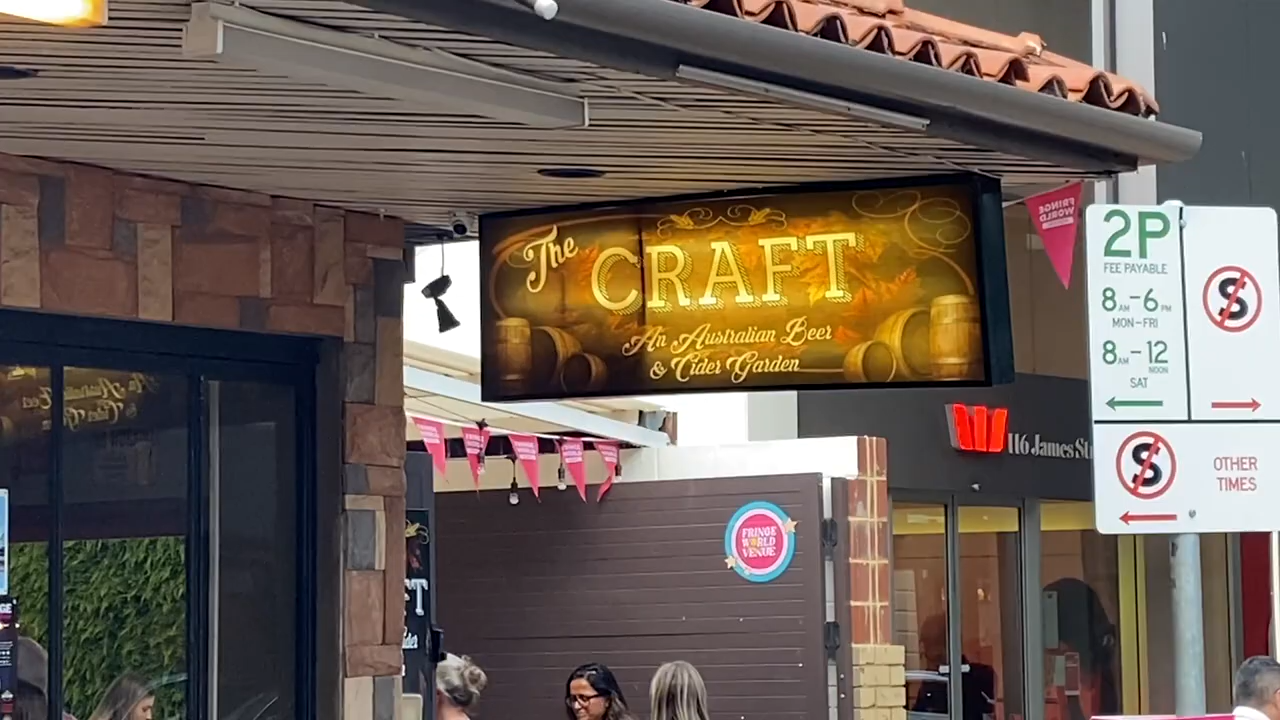 The
CRAFT
An Australian Beer
& Cider Garden
FRINGE
WORLD
2P
FEE PAYABLE
8AM-6PM
MON-FRI
8AM-12
NOON
SAT
S
S
OTHER
TIMES
116 James St
FRINGE
WORLD
VENUE